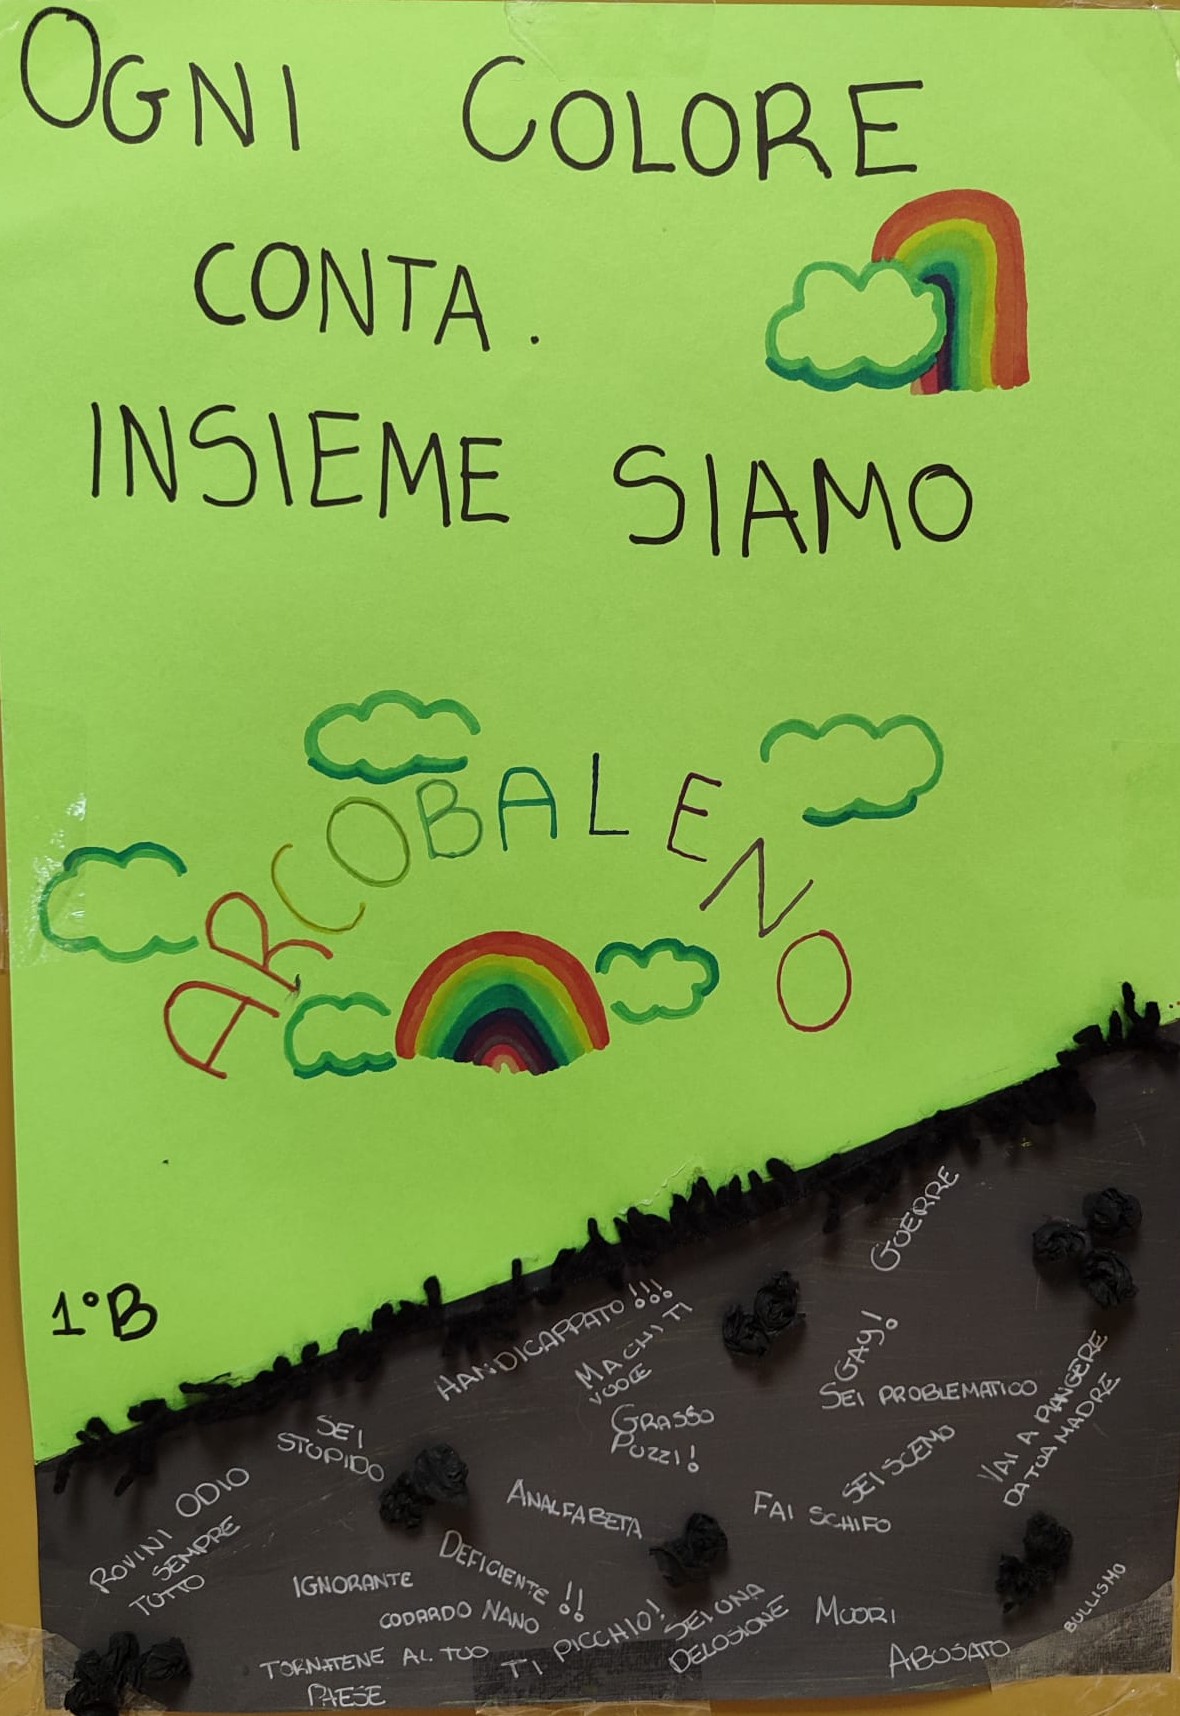 OGNI COLORE
CONTA.
INSIEME SIAMO
ARCOBALENO
1°B
GUERRE
HANDICAPPATO!!!
MA CHI TI
VUOLE
GAY!
SEI PROBLEMATICO
VAI A PIANGERE
DA TUA MADRE
GRASSO
PUZZI!
SEI
STUPIDO
SEI SCEMO
FAI SCHIFO
ANALFABETA
ODIO
ROVINI
SEMPRE
TUTTO
DEFICIENTE!!
IGNORANTE
CODARDO NANO
TI PICCHIO!
SEI UNA
DELUSIONE
MUORI
BULLISMO
ABUSATO
TORNATENE AL TUO
PAESE